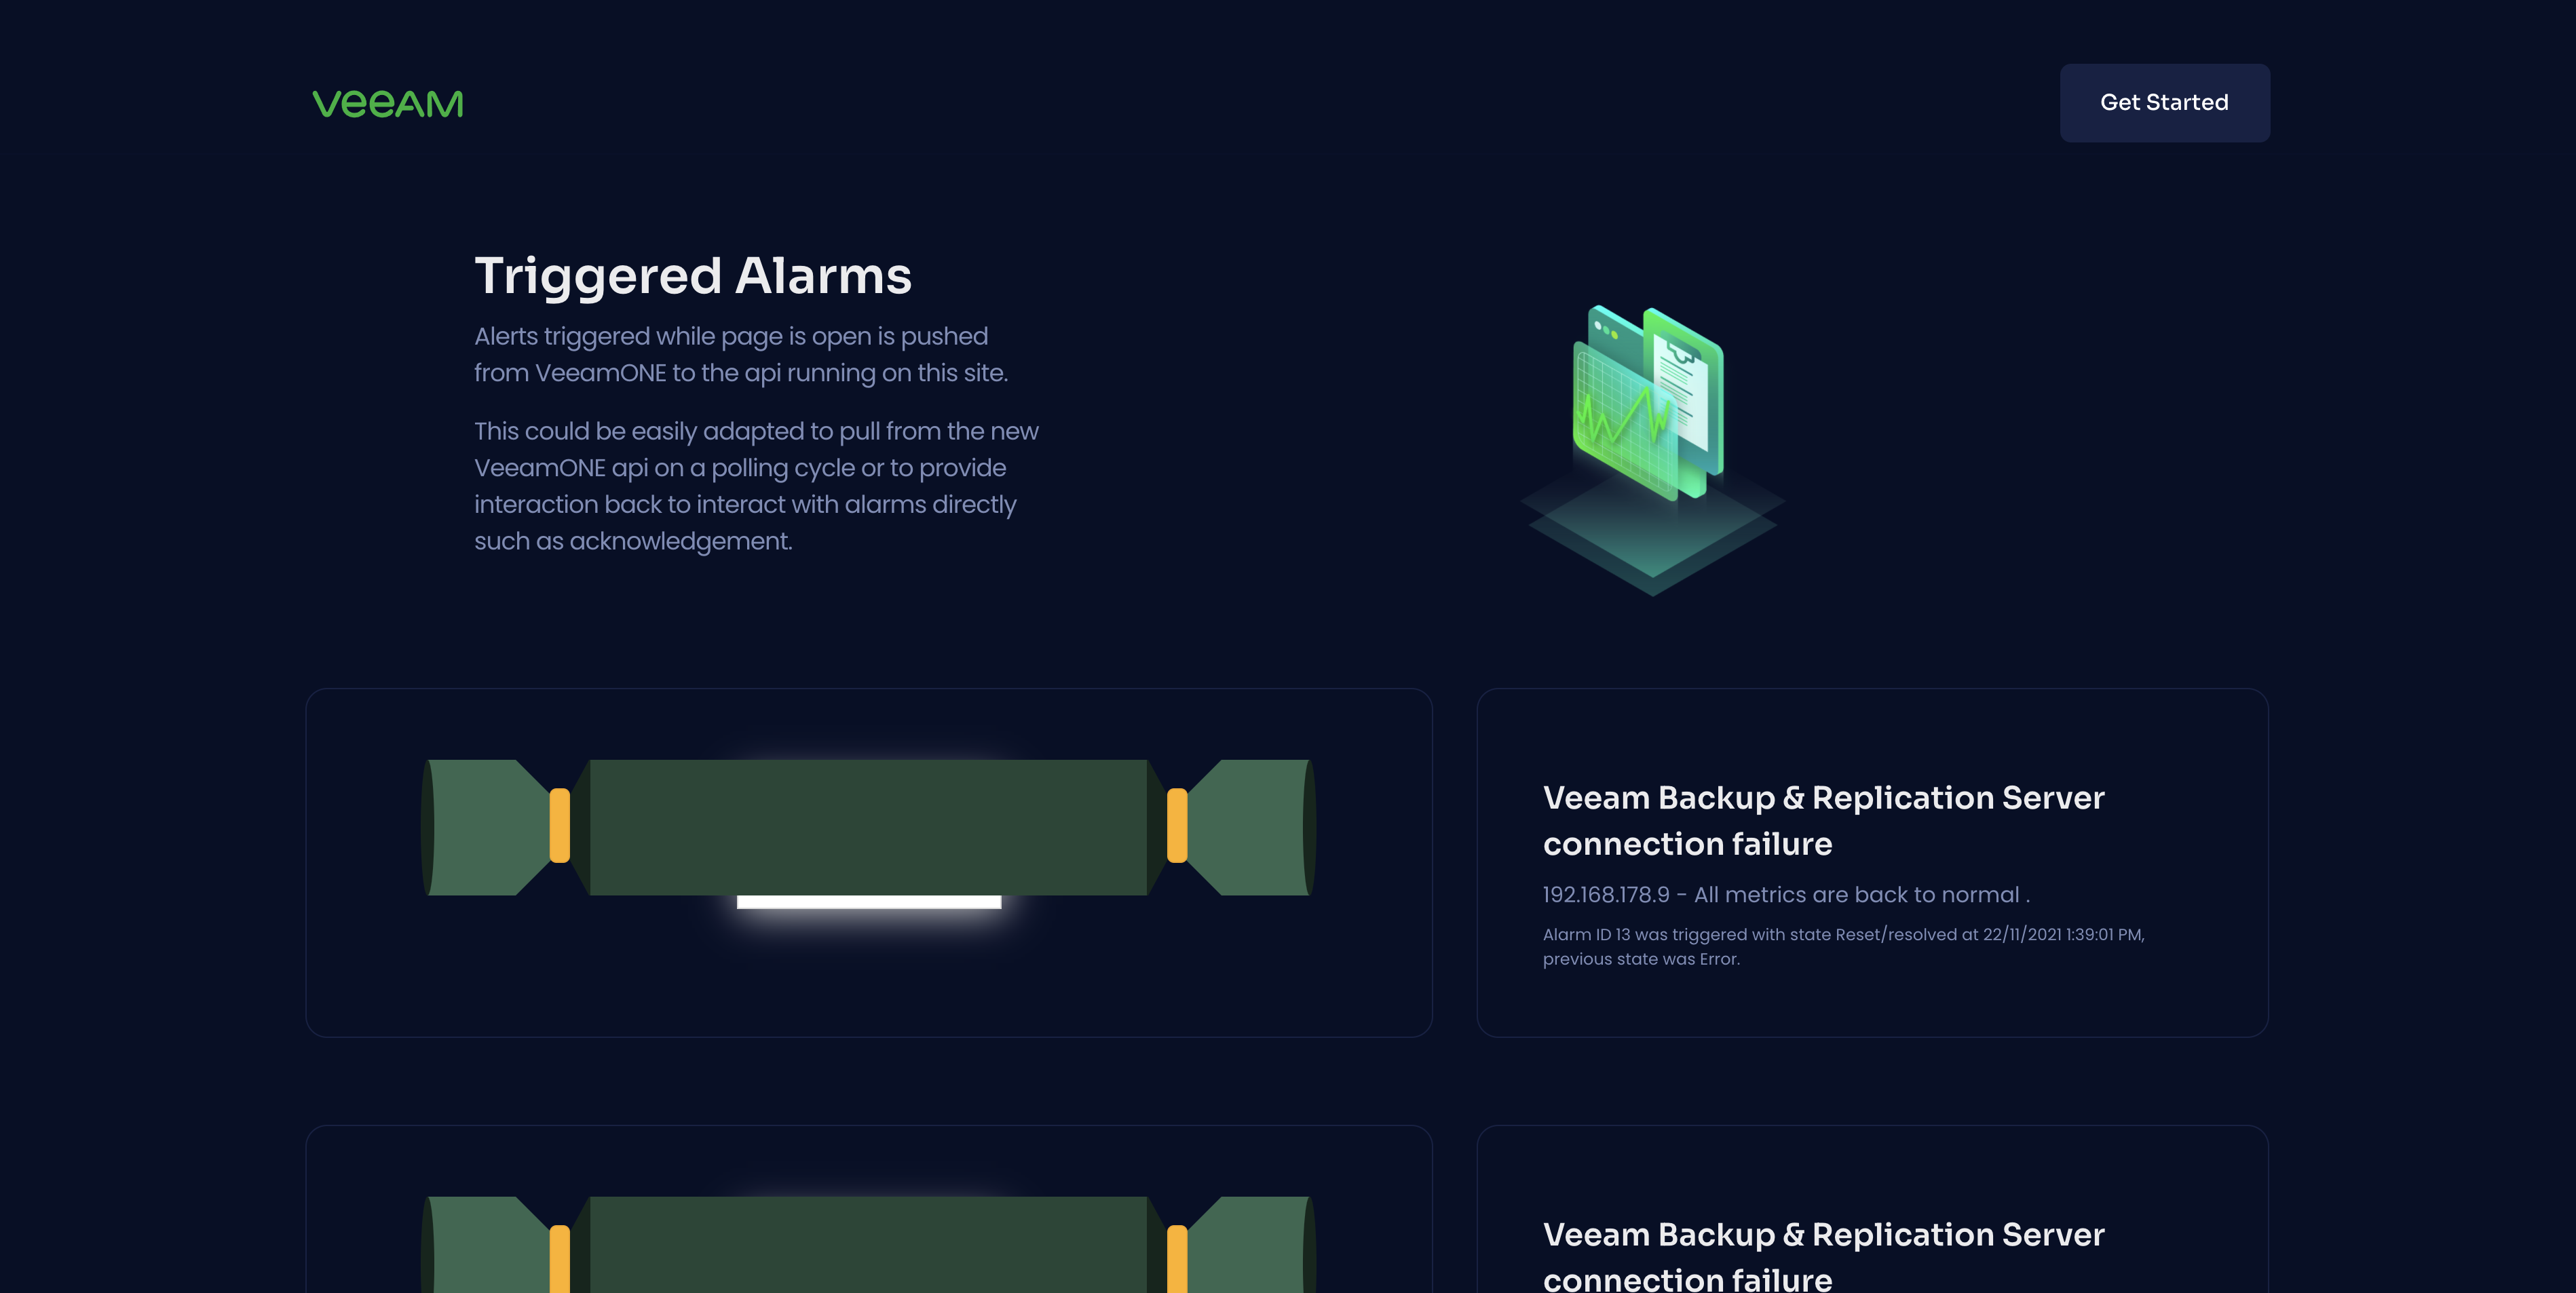 veeAM
Get Started
Triggered Alarms
Alerts triggered while page is open is pushed
from VeeamONE to the api running on this site.
This could be easily adapted to pull from the new
VeeamONE api on a polling cycle or to provide
interaction back to interact with alarms directly
such as acknowledgement.
Veeam Backup & Replication Server
connection failure
192.168.178.9 - All metrics are back to normal .
Alarm ID 13 was triggered with state Reset/resolved at 22/11/2021 1:39:01 PM,
previous state was Error.
Veeam Backup & Replication Server
connection failure